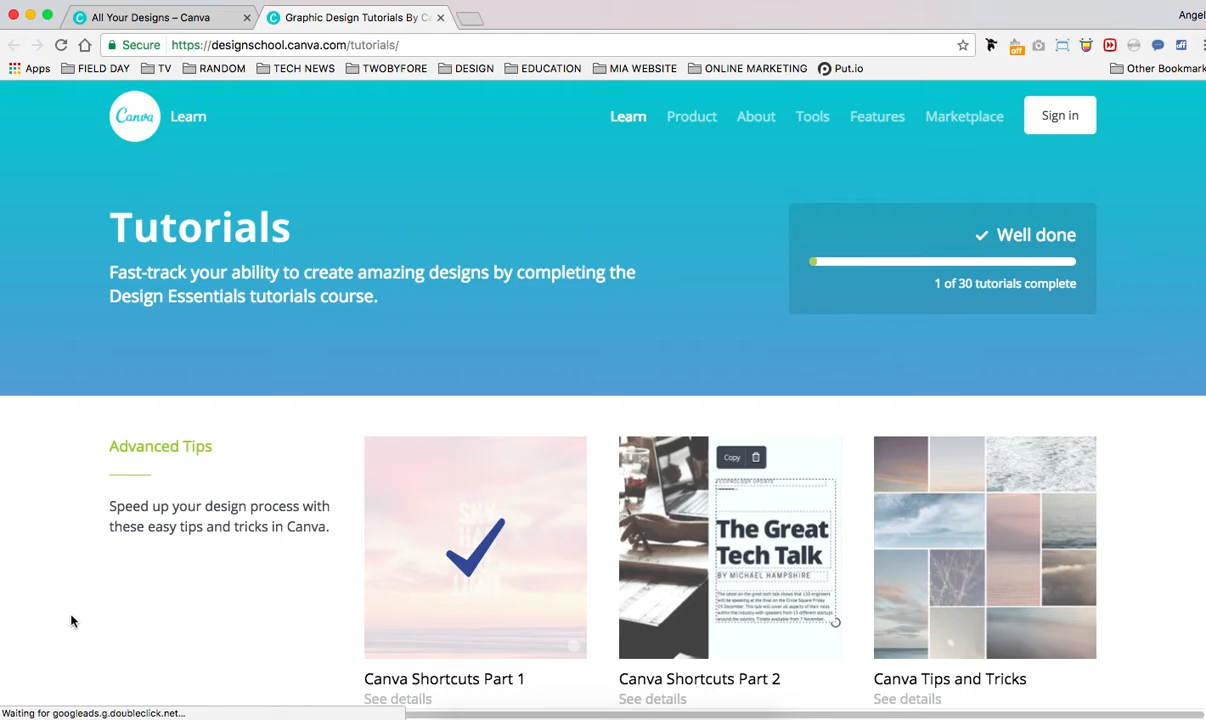 All Your Designs – Canva
Graphic Design Tutorials By Ca
Angel
Secure https://designschool.canva.com/tutorials/
off
Apps FIELD DAY TV RANDOM TECH NEWS TWOBYFORE DESIGN EDUCATION MIA WEBSITE ONLINE MARKETING Put.io Other Bookmark
Canva Learn
Learn Product About Tools Features Marketplace Sign in
Tutorials
Fast-track your ability to create amazing designs by completing the
Design Essentials tutorials course.
Well done
1 of 30 tutorials complete
Advanced Tips
Speed up your design process with
these easy tips and tricks in Canva.
Copy
TECHNOLOGY UPDATE
The Great
Tech Talk
BY MICHAEL HAMPSHIRE
Canva Shortcuts Part 1
See details
Canva Shortcuts Part 2
See details
Canva Tips and Tricks
See details
Waiting for googleads.g.doubleclick.net...